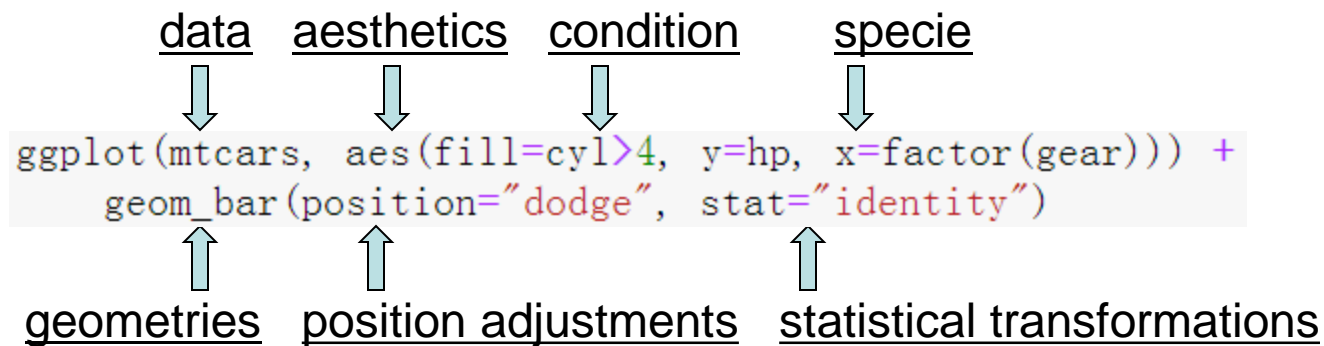 data aesthetics condition specie
ggplot(mtcars, aes(fill=cyl>4, y=hp, x=factor(gear))) +
geom_bar(position="dodge", stat="identity")
geometries position adjustments statistical transformations